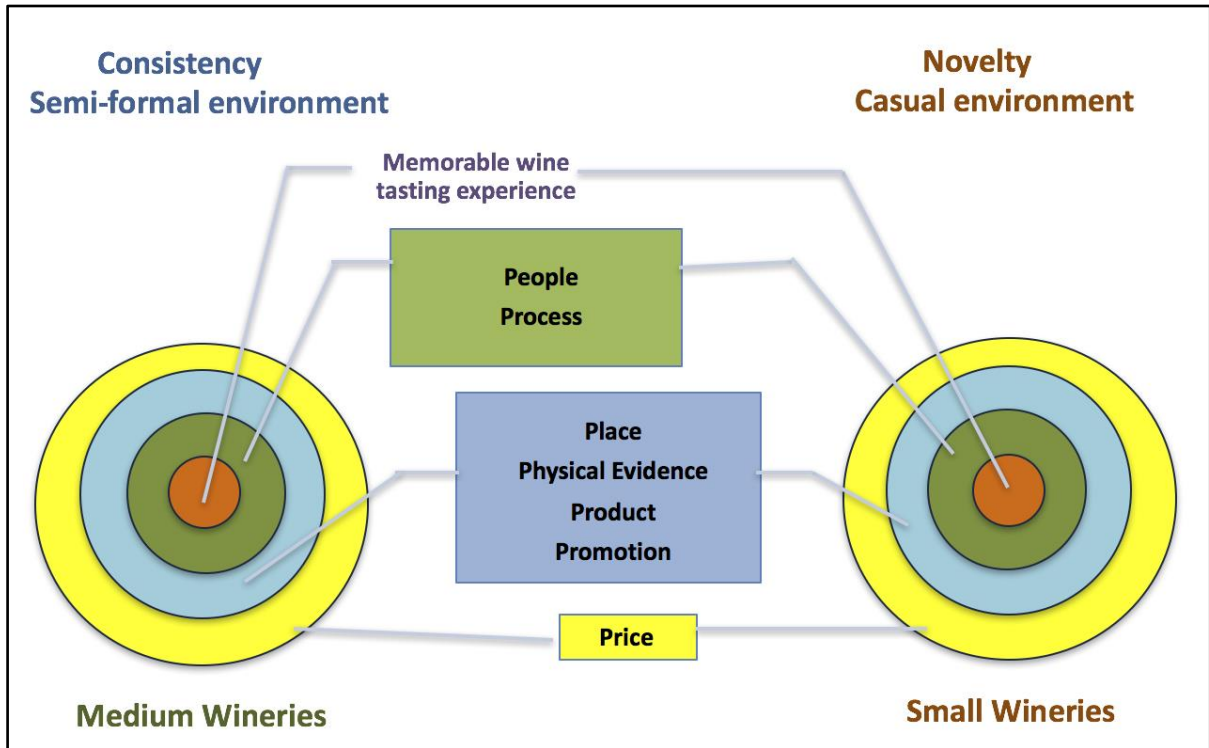 Consistency
Semi-formal environment
Novelty
Casual environment
Memorable wine
tasting experience
People
Process
Place
Physical Evidence
Product
Promotion
Price
Medium Wineries
Small Wineries